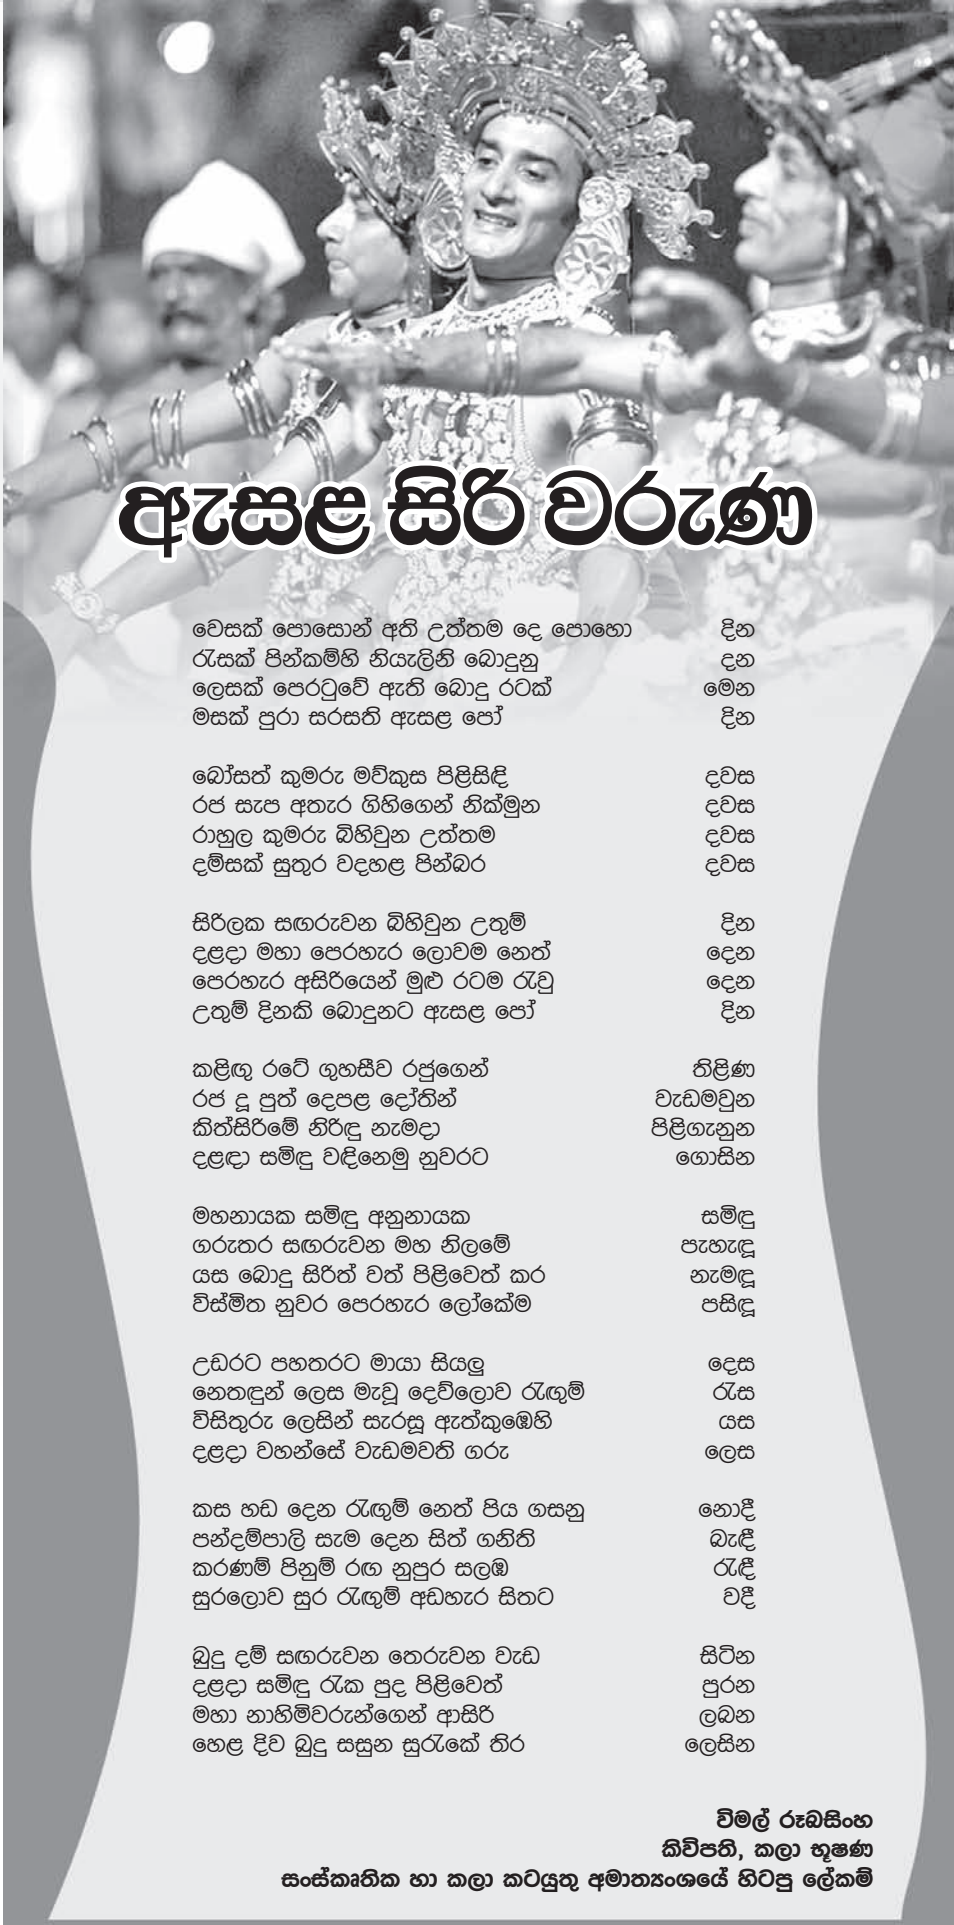 ඇසළ සිරි වරුණ
වෙසක් පොසොන් අති උත්තම දෙ පොහො දින
රැසක් පින්කම්හි නියැලිනි බොදුනු දන
ලෙසක් පෙරටුවේ ඇති බොදු රටක් මෙන
මසක් පුරා සරසති ඇසළ පෝ දින
බෝසත් කුමරු මව්කුස පිළිසිඳි දවස
රජ සැප අතැර ගිහිගෙන් නික්මුන දවස
රාහුල කුමරු බිහිවුන උත්තම දවස
දම්සක් සුතුර වදහළ පින්බර දවස
සිරිලක සඟරුවන බිහිවුන උතුම් දින
දළදා මහා පෙරහැර ලොවම නෙත් දෙන
පෙරහැර අසිරියෙන් මුළු රටම රැවු දෙන
උතුම් දිනකි බොදුනට ඇසළ පෝ දින
කළිඟු රටේ ගුහසීව රජුගෙන් තිළිණ
රජ දූ පුත් දෙපළ දෝතින් වැඩමවුන
කිත්සිරිමේ නිරිඳු නැමදා පිළිගැනුන
දළඳා සමිඳු වඳිනෙමු නුවරට ගොසින
මහනායක සමිඳු අනුනායක සමිඳු
ගරුතර සඟරුවන මහ නිලමේ පැහැඳූ
යස බොදු සිරිත් වත් පිළිවෙත් කර නැමඳූ
විස්මිත නුවර පෙරහැර ලෝකේම පසිඳූ
උඩරට පහතරට මායා සියලු දෙස
නෙතඳුන් ලෙස මැවූ දෙව්ලොව රැඟුම් රැස
විසිතුරු ලෙසින් සැරසූ ඇත්කුඹෙහි යස
දළදා වහන්සේ වැඩමවති ගරු ලෙස
කස හඩ දෙන රැඟුම් නෙත් පිය ගසනු නොදී
පන්දම්පාලි සැම දෙන සිත් ගනිති බැඳී
කරණම් පිනුම් රඟ නුපුර සලඹ රැඳී
සුරලොව සුර රැඟුම් අඩහැර සිතට වදී
බුදු දම් සඟරුවන තෙරුවන වැඩ සිටින
දළදා සමිඳු රැක පුද පිළිවෙත් පුරන
මහා නාහිමිවරුන්ගෙන් ආසිරි ලබන
හෙළ දිව බුදු සසුන සුරැකේ තිර ලෙසින
විමල් රූබසිංහ
කිවිපති, කලා භූෂණ
සංස්කෘතික හා කලා කටයුතු අමාත්‍යංශයේ හිටපු ලේකම්